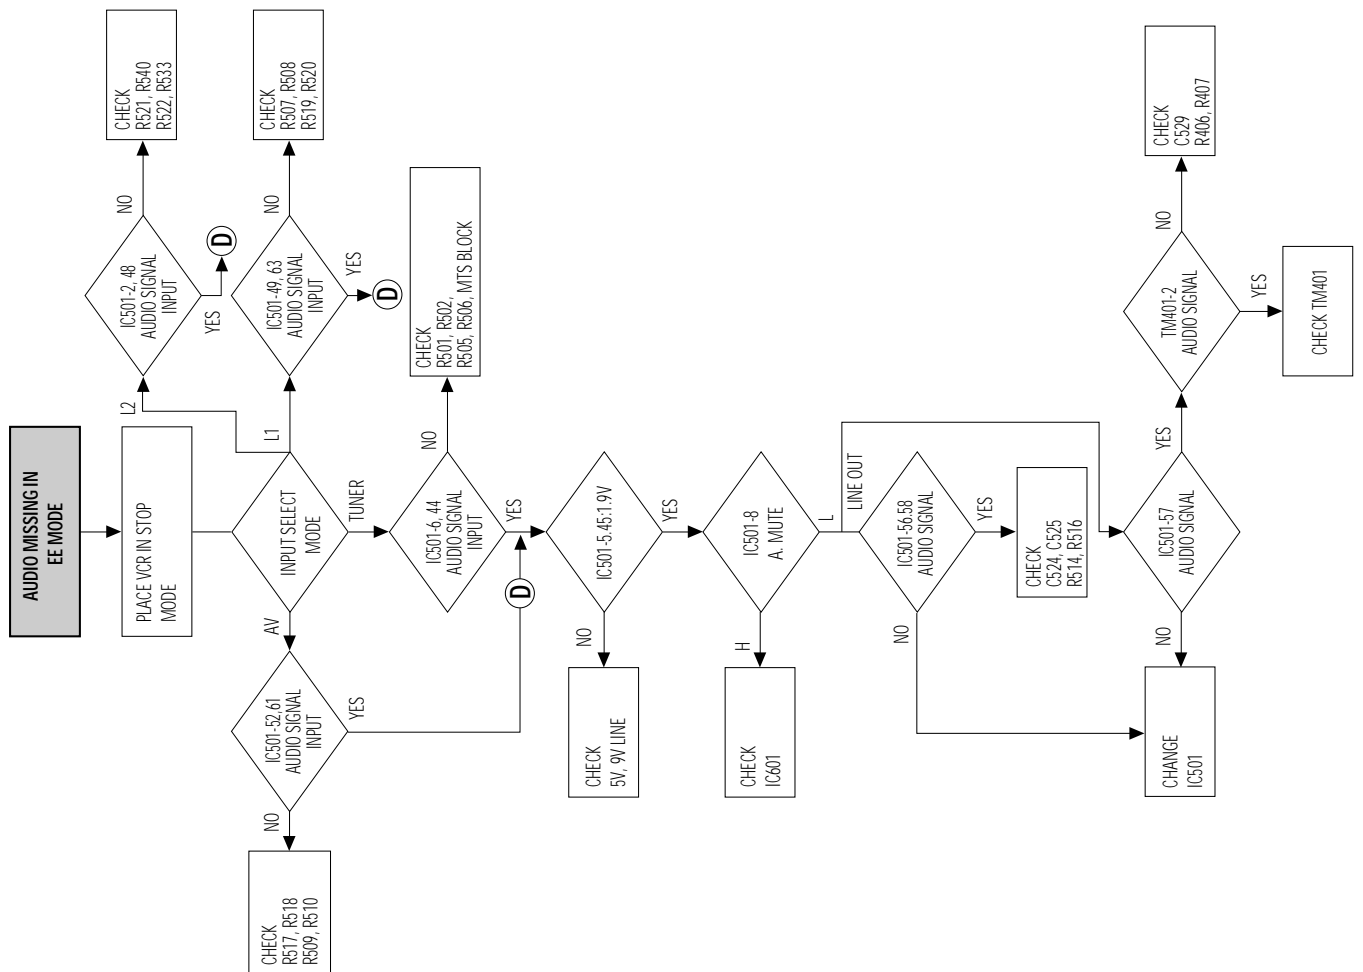 AUDIO MISSING IN
EE MODE
PLACE VCR IN STOP
MODE
INPUT SELECT
MODE
L2
L1
AV
TUNER
IC501-2, 48
AUDIO SIGNAL
INPUT
NO
YES
D
CHECK
R521, R540
R522, R533
IC501-49, 63
AUDIO SIGNAL
INPUT
NO
YES
D
CHECK
R507, R508
R519, R520
IC501-52,61
AUDIO SIGNAL
INPUT
NO
YES
CHECK
R517, R518
R509, R510
IC501-6, 44
AUDIO SIGNAL
INPUT
NO
YES
D
CHECK
R501, R502,
R505, R506, MTS BLOCK
IC501-5.45:1.9V
NO
YES
CHECK
5V, 9V LINE
IC501-8
A. MUTE
H
L
CHECK
IC601
LINE OUT
IC501-56.58
AUDIO SIGNAL
NO
YES
CHECK
C524, C525
R514, R516
IC501-57
AUDIO SIGNAL
NO
YES
CHANGE
IC501
TM401-2
AUDIO SIGNAL
NO
YES
CHECK
C529
R406, R407
CHECK TM401